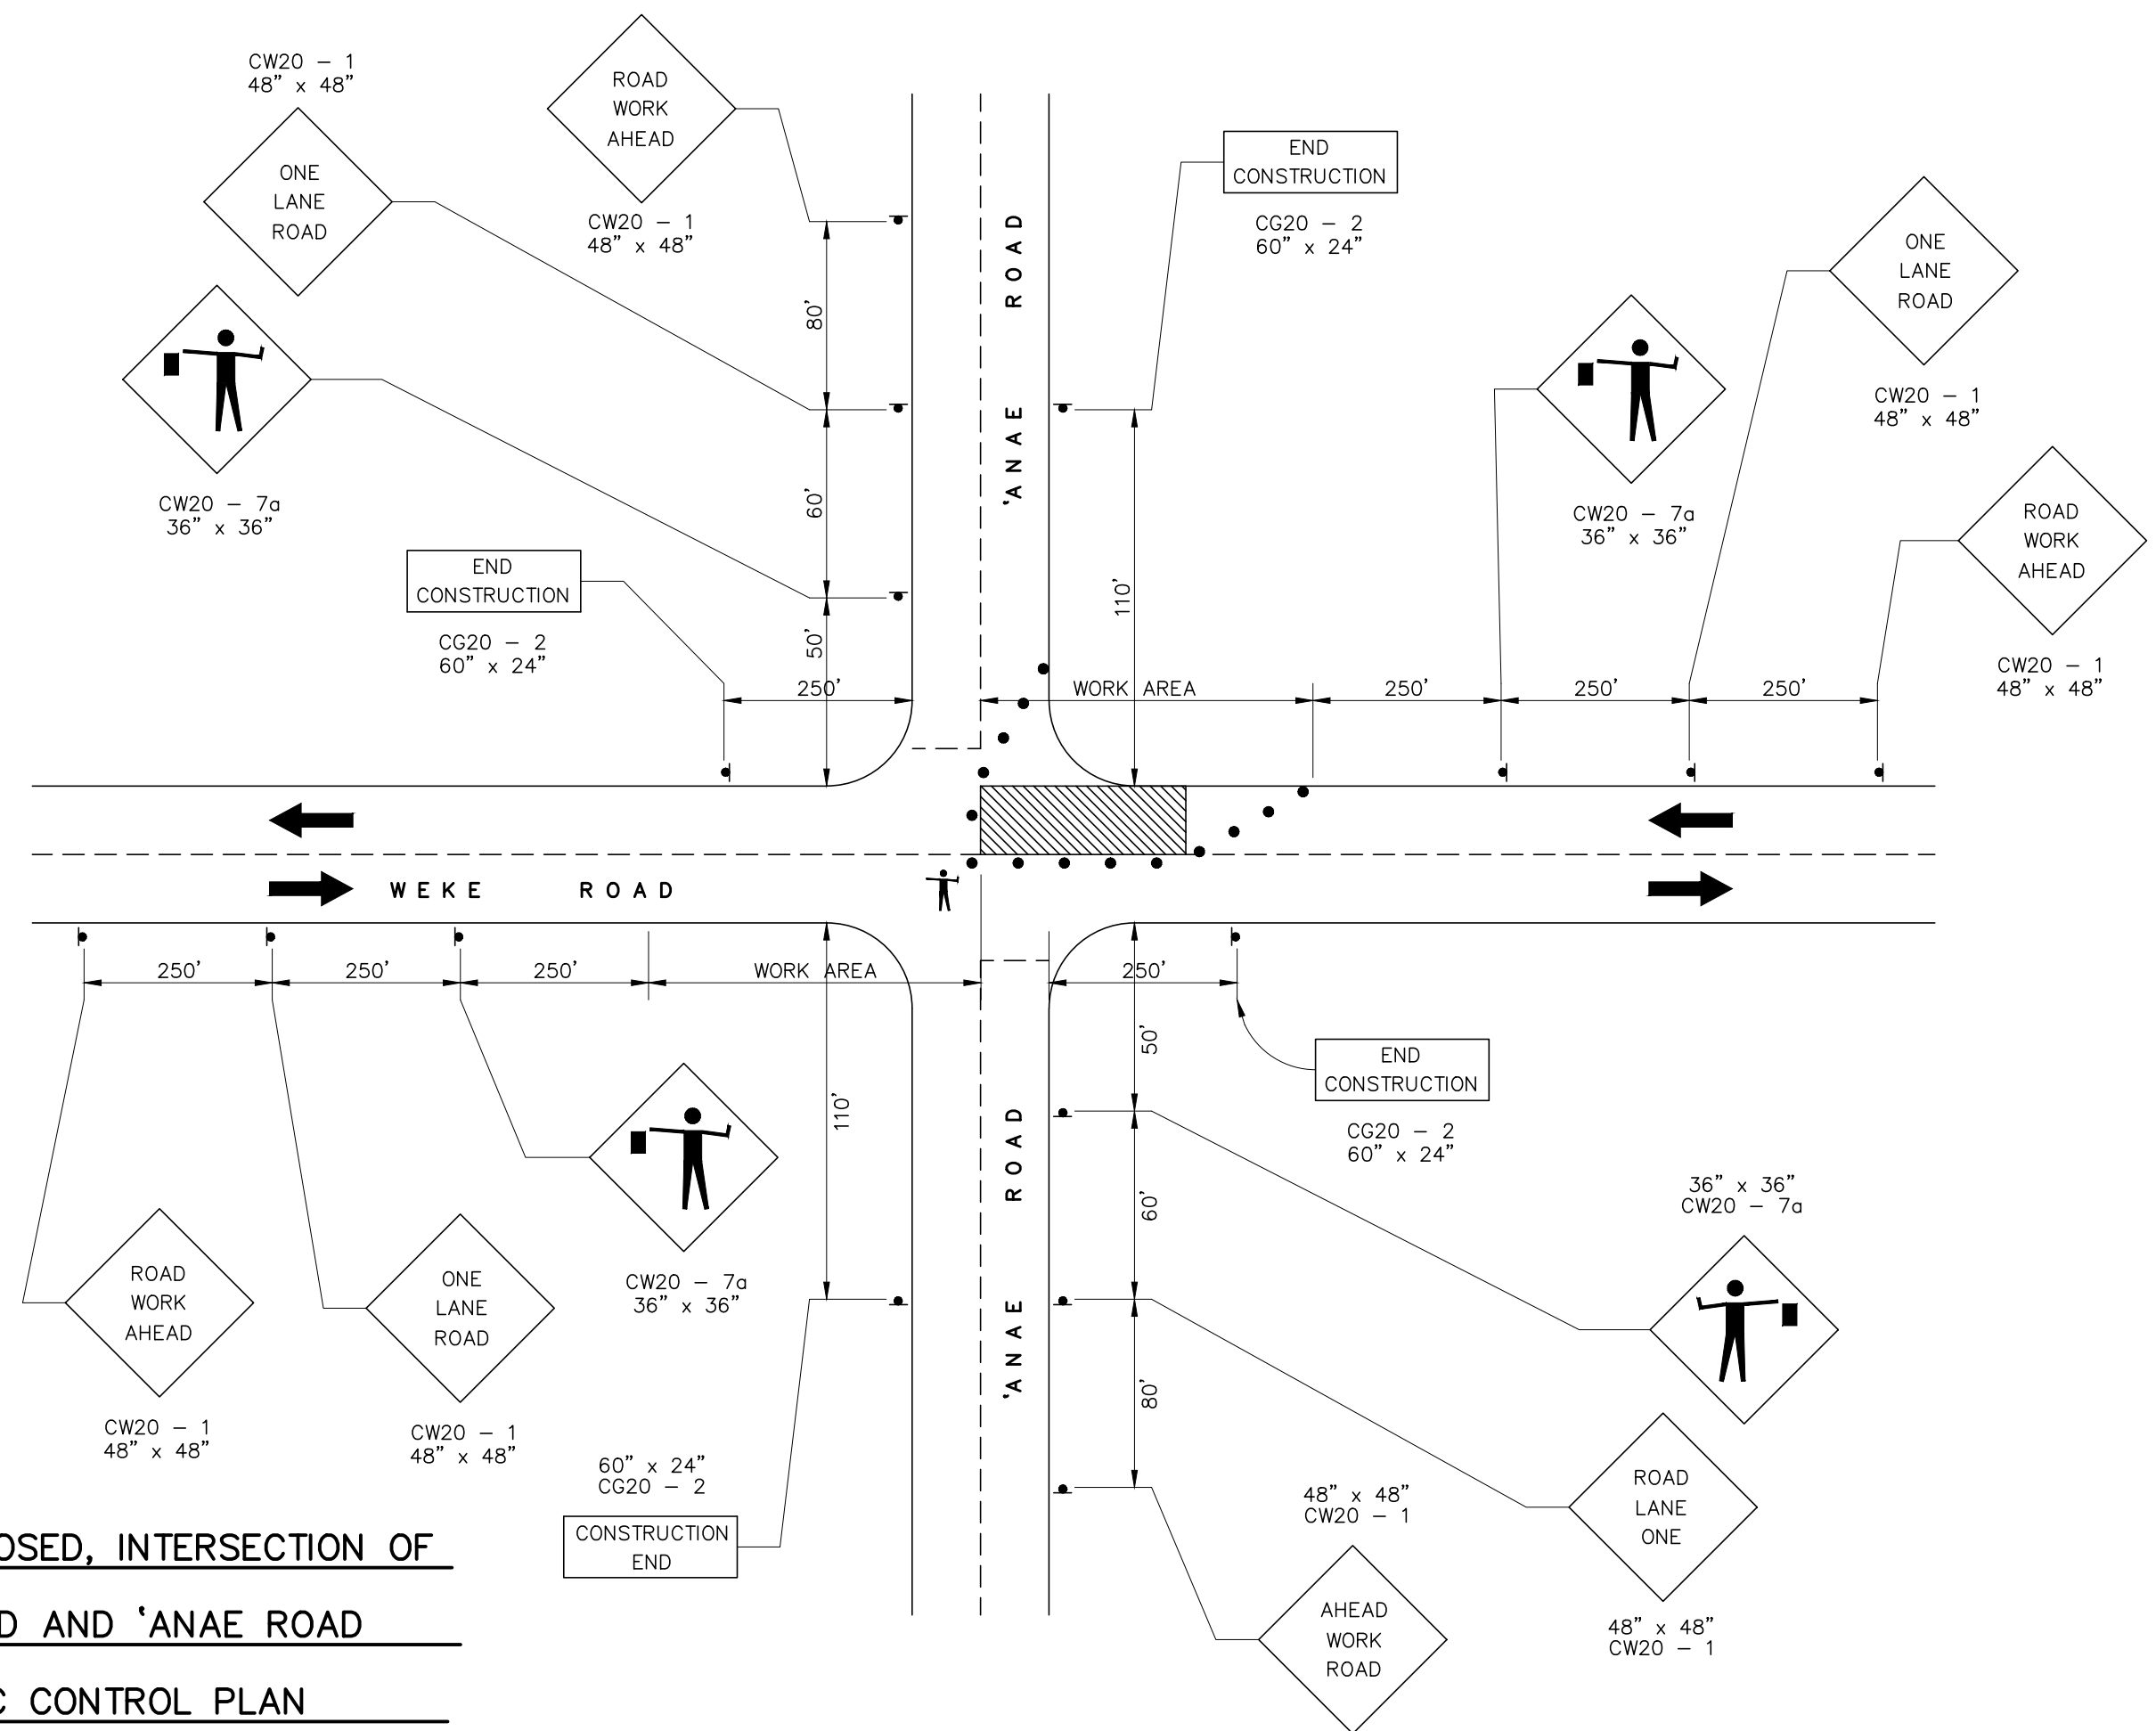 CW20 – 1
48” x 48”
ONE
LANE
ROAD
ROAD
WORK
AHEAD
CW20 – 1
48” x 48”
END
CONSTRUCTION
CG20 – 2
60” x 24”
ONE
LANE
ROAD
CW20 – 1
48” x 48”
CW20 – 7a
36” x 36”
CW20 – 7a
36” x 36”
ROAD
WORK
AHEAD
CW20 – 1
48” x 48”
END
CONSTRUCTION
CG20 – 2
60” x 24”
80’
60’
50’
110’
ʻANAE ROAD
250’
WORK AREA
250’
250’
250’
WEKE ROAD
250’
250’
250’
WORK AREA
250’
110’
50’
60’
80’
ʻANAE ROAD
END
CONSTRUCTION
CG20 – 2
60” x 24”
CW20 – 7a
36” x 36”
ROAD
WORK
AHEAD
CW20 – 1
48” x 48”
ONE
LANE
ROAD
CW20 – 1
48” x 48”
36” x 36”
CW20 – 7a
60” x 24”
CG20 – 2
CONSTRUCTION
END
48” x 48”
CW20 – 1
AHEAD
WORK
ROAD
ROAD
LANE
ONE
48” x 48”
CW20 – 1
OSED, INTERSECTION OF
D AND ʻANAE ROAD
C CONTROL PLAN